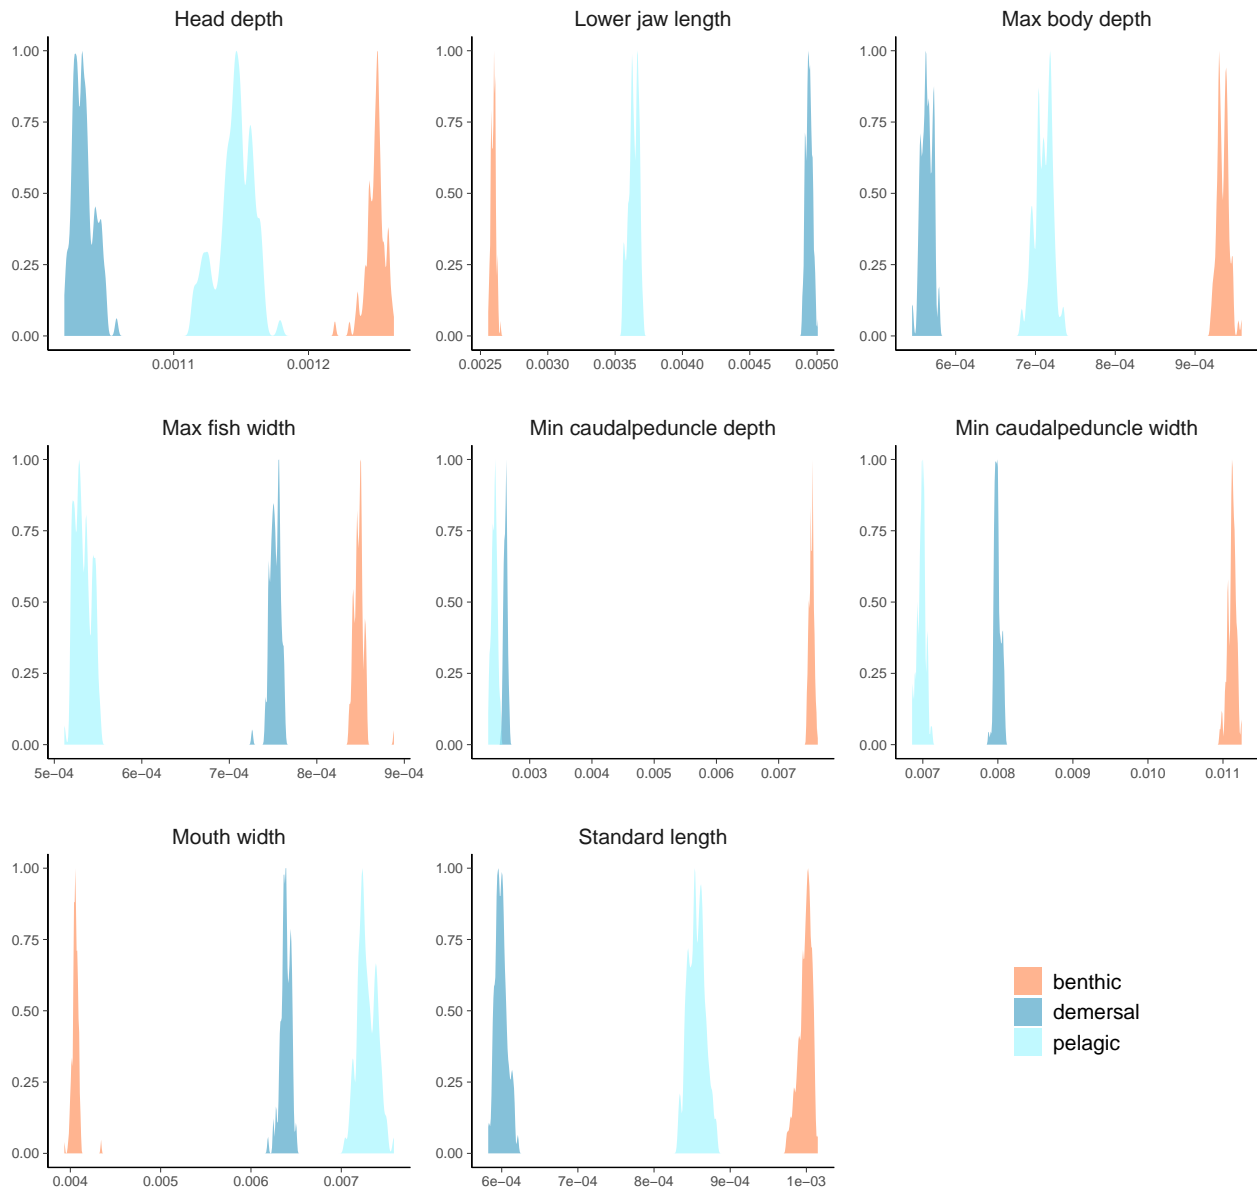 Head depth
Lower jaw length
Max body depth
1.00
0.75
0.50
0.25
0.00
0.0011 0.0012
1.00
0.75
0.50
0.25
0.00
0.0025 0.0030 0.0035 0.0040 0.0045 0.0050
1.00
0.75
0.50
0.25
0.00
6e−04 7e−04 8e−04 9e−04
Max fish width
Min caudalpeduncle depth
Min caudalpeduncle width
1.00
0.75
0.50
0.25
0.00
5e−04 6e−04 7e−04 8e−04 9e−04
1.00
0.75
0.50
0.25
0.00
0.003 0.004 0.005 0.006 0.007
1.00
0.75
0.50
0.25
0.00
0.007 0.008 0.009 0.010 0.011
Mouth width
Standard length
1.00
0.75
0.50
0.25
0.00
0.004 0.005 0.006 0.007
1.00
0.75
0.50
0.25
0.00
6e−04 7e−04 8e−04 9e−04 1e−03
benthic
demersal
pelagic